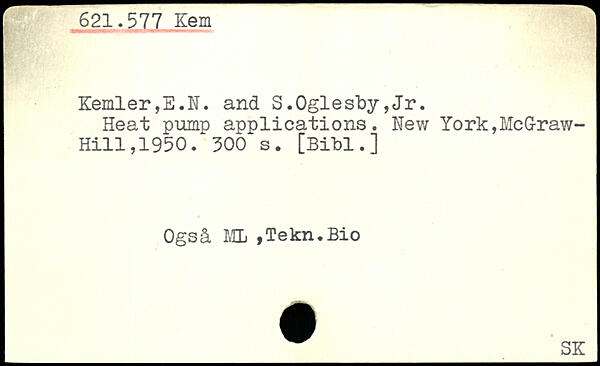 621.577 Kem
Kemler,E.N. and S.Oglesby,Jr.
Heat pump applications. New York,McGraw-
Hill,1950. 300 s. [Bibl.]
Også ML ,Tekn.Bio
SK